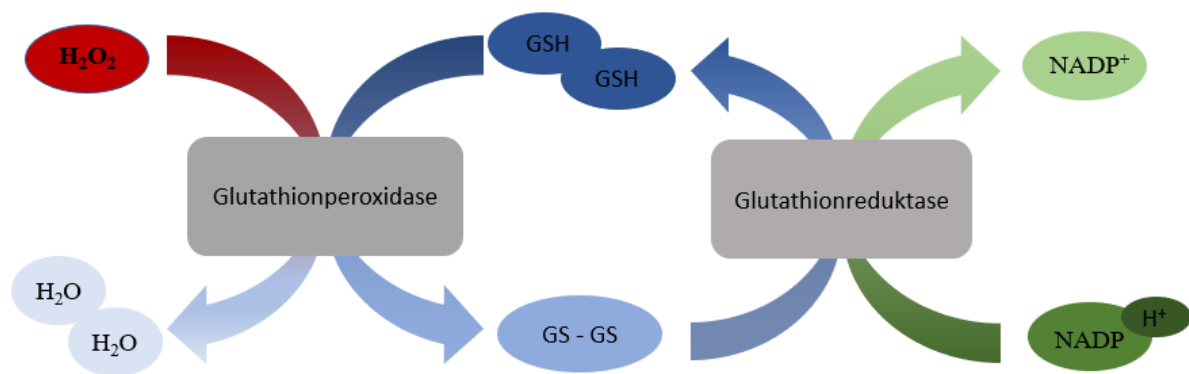 H₂O₂
GSH
GSH
NADP⁺
Glutathionperoxidase
Glutathionreduktase
H₂O
H₂O
GS - GS
NADP
H⁺